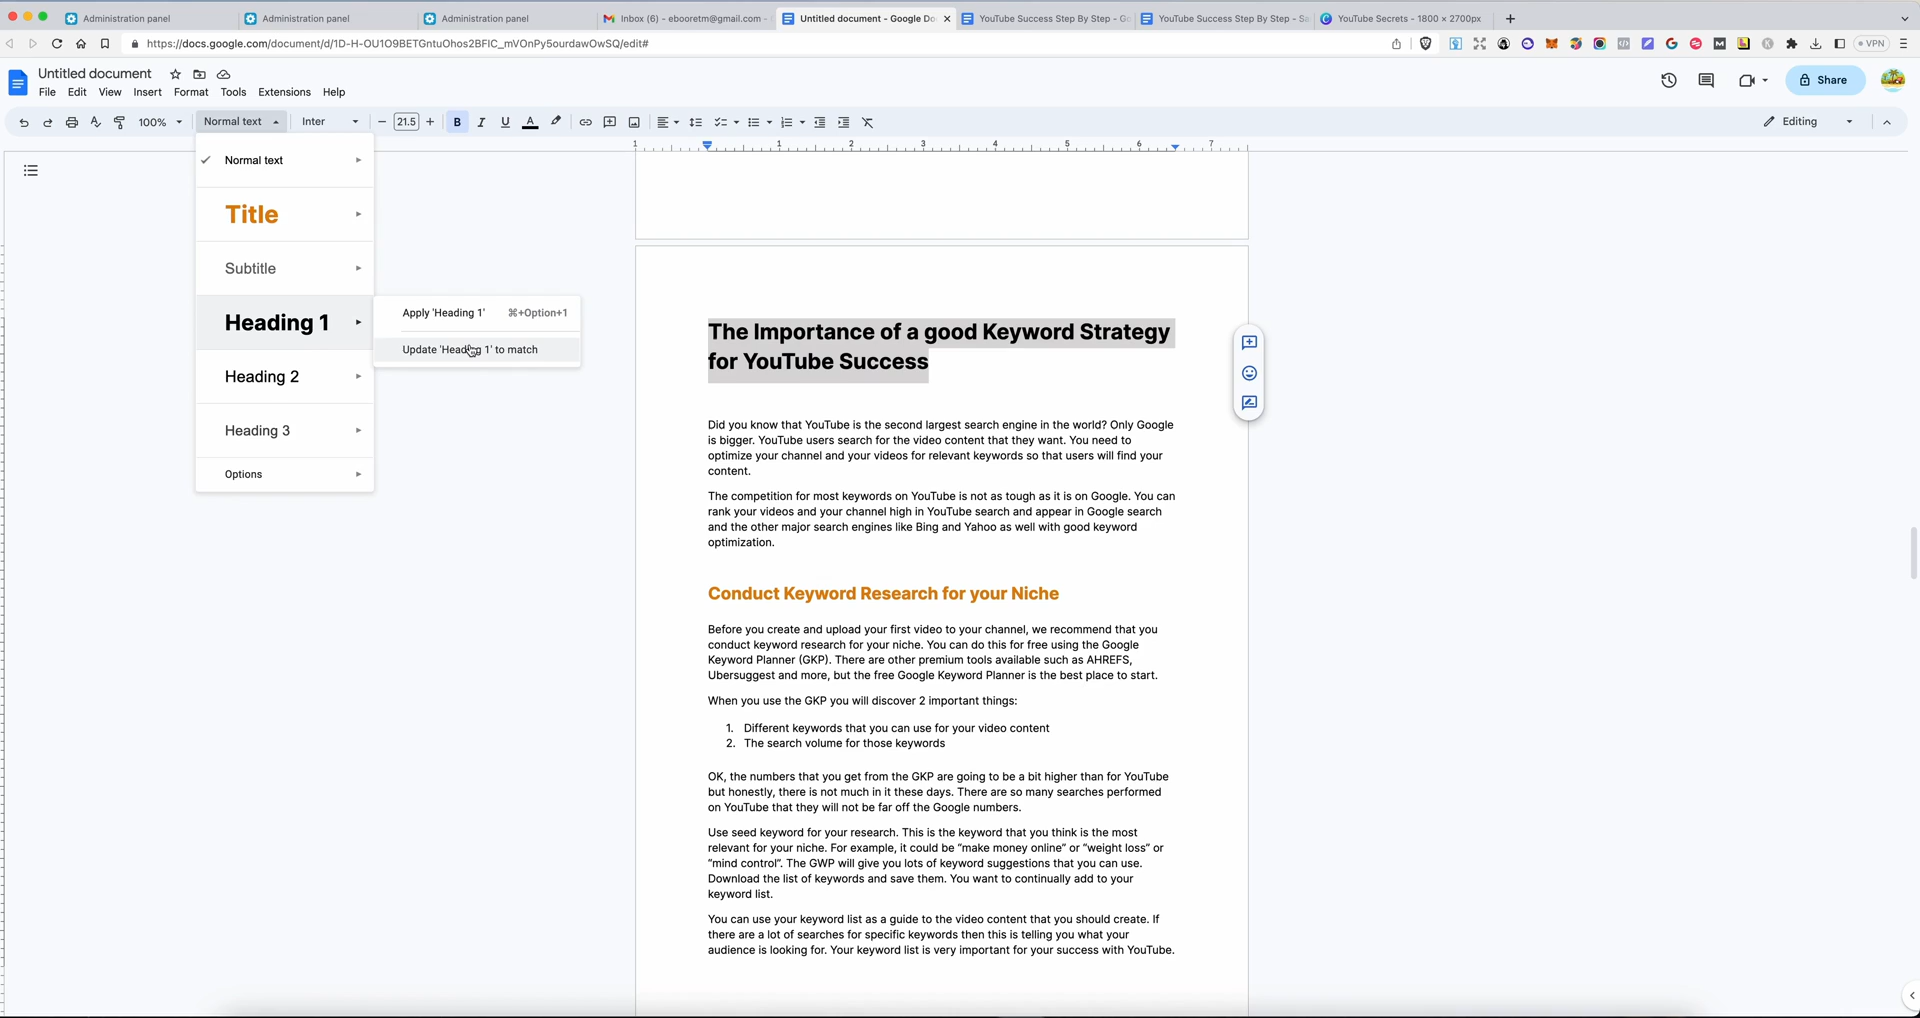 Administration panel
Administration panel
Administration panel
Inbox (6) - ebooretm@gmail.com -
Untitled document - Google Do
YouTube Success Step By Step - Go
YouTube Success Step By Step - Sa
YouTube Secrets - 1800 × 2700px
https://docs.google.com/document/d/1D-H-OU1O9BETGntuOhos2BFIC_mVOnPy5ourdawOwSQ/edit#
VPN
Untitled document
File Edit View Insert Format Tools Extensions Help
Share
100%
Normal text
Inter
21.5
B I U A
Editing
1 1 2 3 4 5 6 7
Normal text
Title
Subtitle
Heading 1
Apply 'Heading 1' ⌘+Option+1
Update 'Heading 1' to match
Heading 2
Heading 3
Options
The Importance of a good Keyword Strategy
for YouTube Success
Did you know that YouTube is the second largest search engine in the world? Only Google
is bigger. YouTube users search for the video content that they want. You need to
optimize your channel and your videos for relevant keywords so that users will find your
content.
The competition for most keywords on YouTube is not as tough as it is on Google. You can
rank your videos and your channel high in YouTube search and appear in Google search
and the other major search engines like Bing and Yahoo as well with good keyword
optimization.
Conduct Keyword Research for your Niche
Before you create and upload your first video to your channel, we recommend that you
conduct keyword research for your niche. You can do this for free using the Google
Keyword Planner (GKP). There are other premium tools available such as AHREFS,
Ubersuggest and more, but the free Google Keyword Planner is the best place to start.
When you use the GKP you will discover 2 important things:
1. Different keywords that you can use for your video content
2. The search volume for those keywords
OK, the numbers that you get from the GKP are going to be a bit higher than for YouTube
but honestly, there is not much in it these days. There are so many searches performed
on YouTube that they will not be far off the Google numbers.
Use seed keyword for your research. This is the keyword that you think is the most
relevant for your niche. For example, it could be “make money online” or “weight loss” or
“mind control”. The GWP will give you lots of keyword suggestions that you can use.
Download the list of keywords and save them. You want to continually add to your
keyword list.
You can use your keyword list as a guide to the video content that you should create. If
there are a lot of searches for specific keywords then this is telling you what your
audience is looking for. Your keyword list is very important for your success with YouTube.